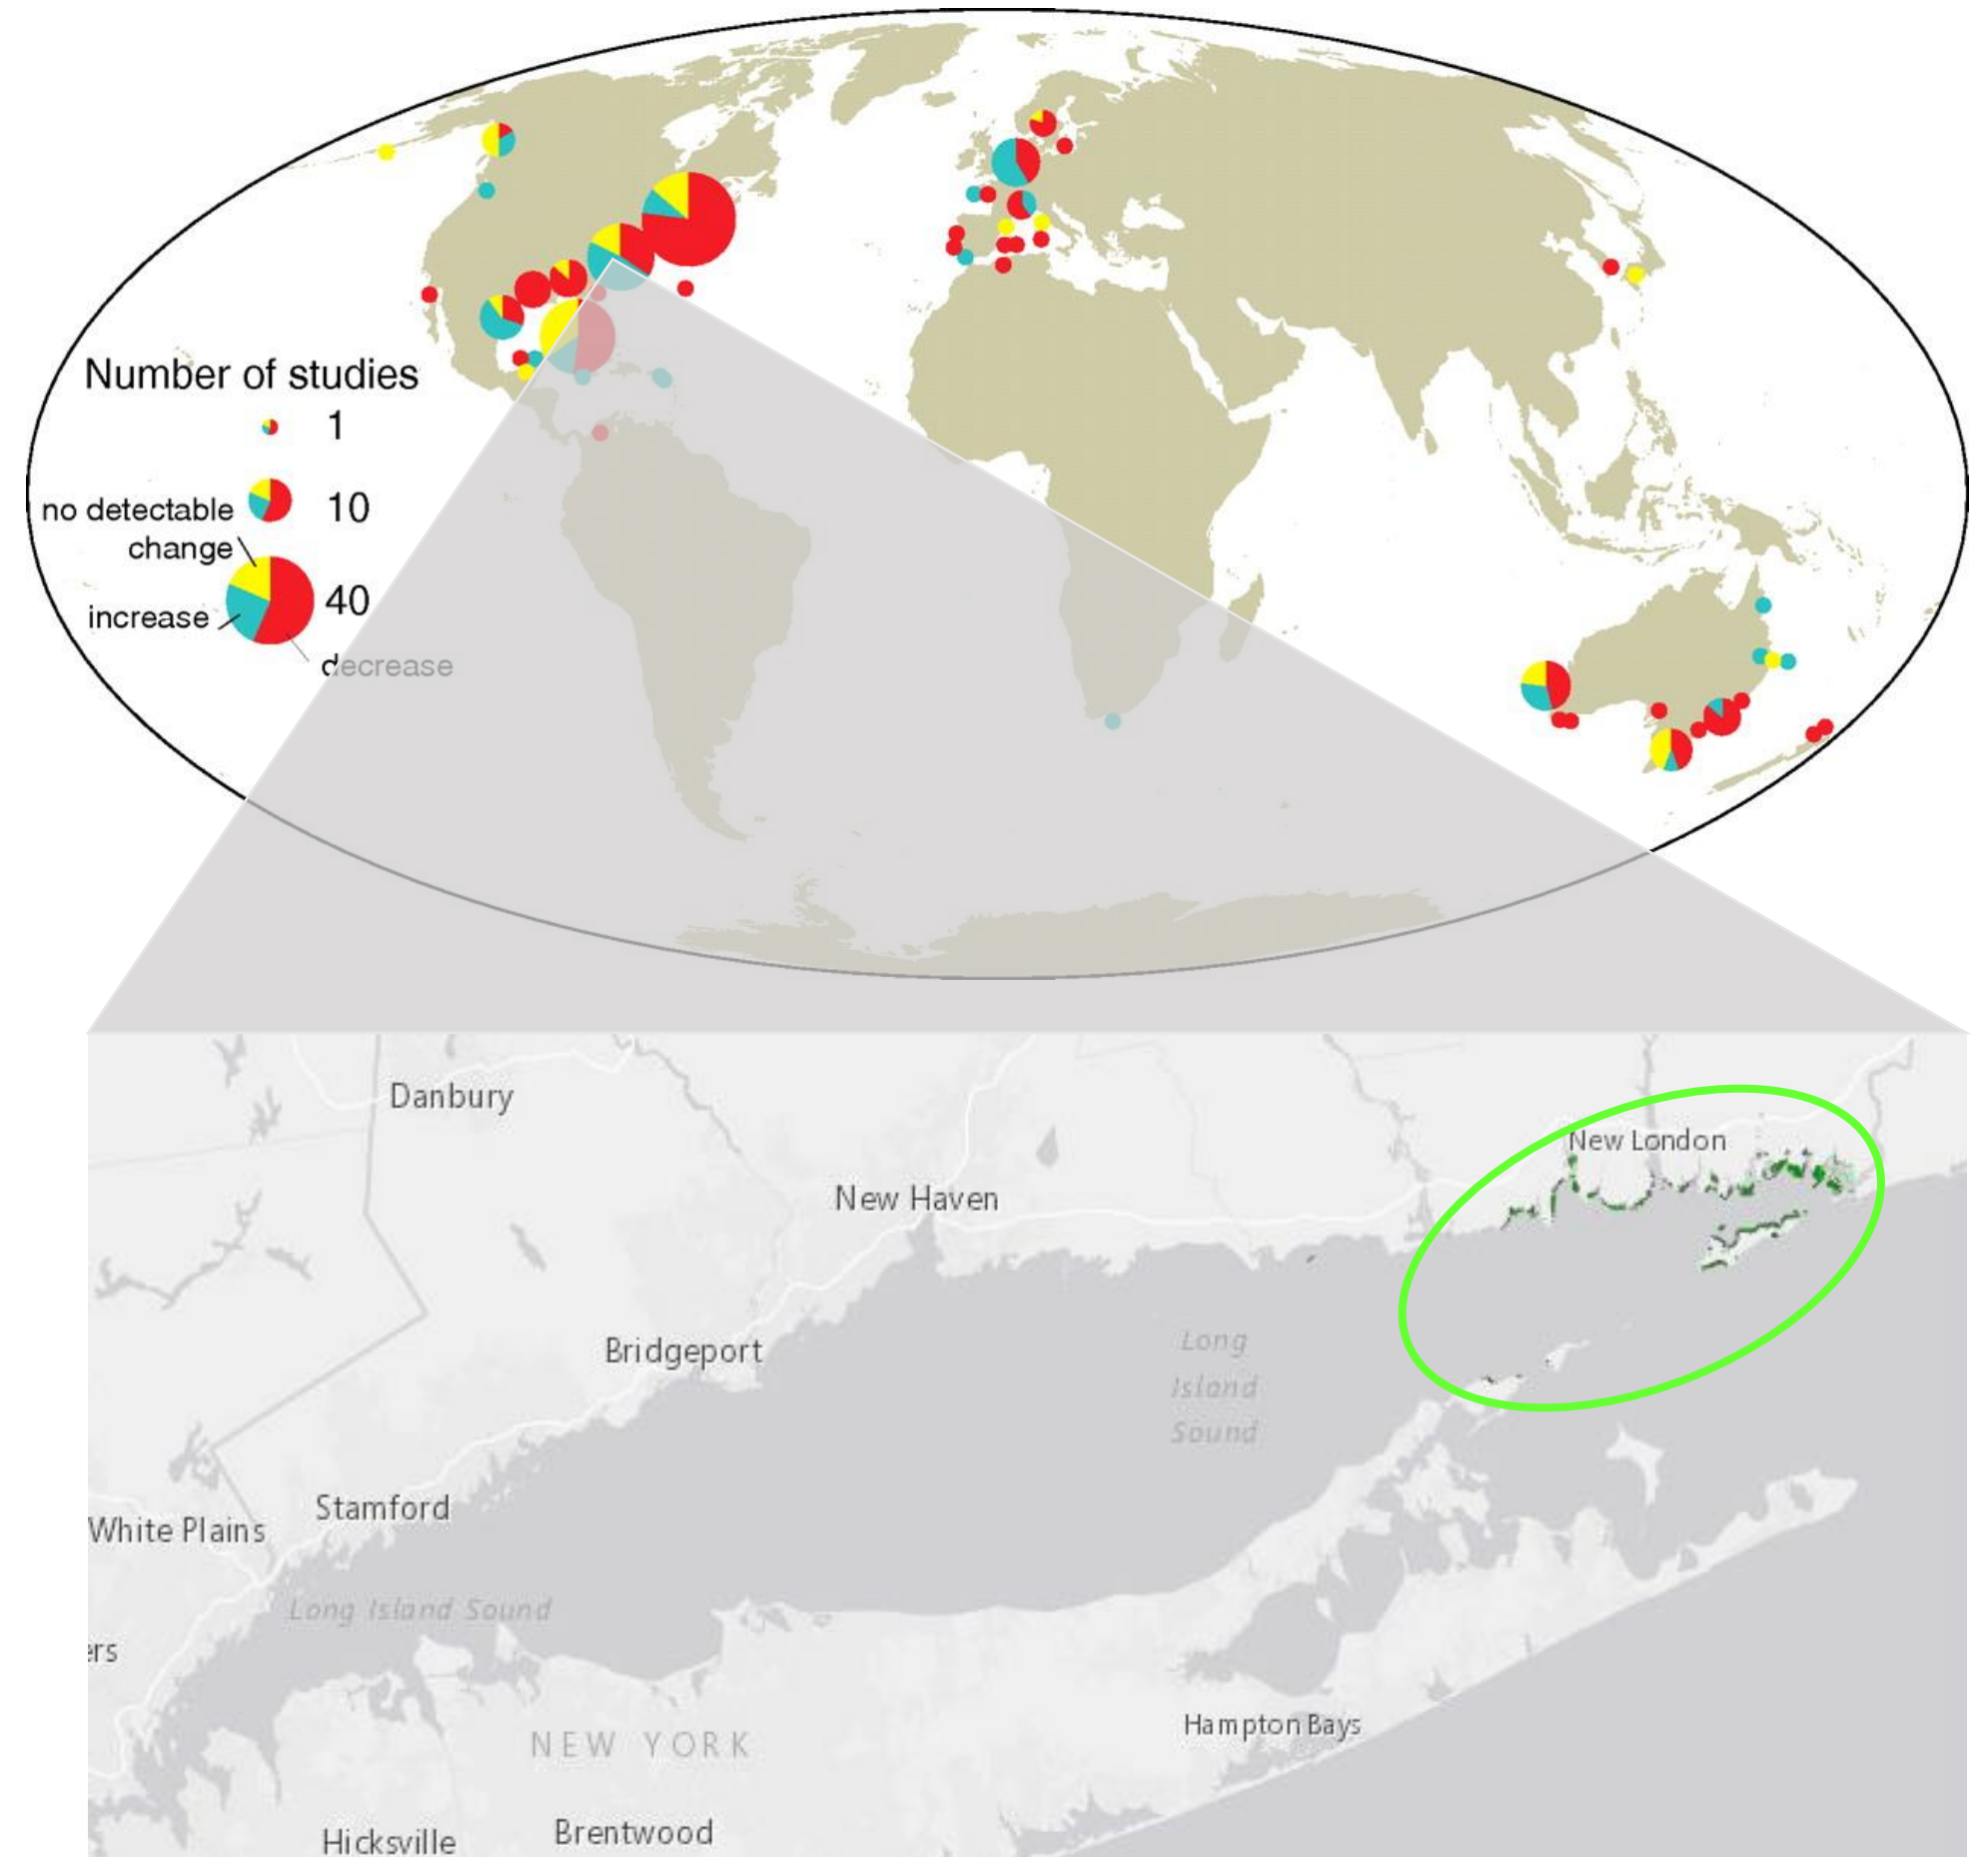 Number of studies
1
no detectable
change
10
increase
40
decrease
Danbury
New London
New Haven
Bridgeport
Long
Island
Sound
Stamford
White Plains
Long Island Sound
ers
NEW YORK
Hampton Bays
Brentwood
Hicksville